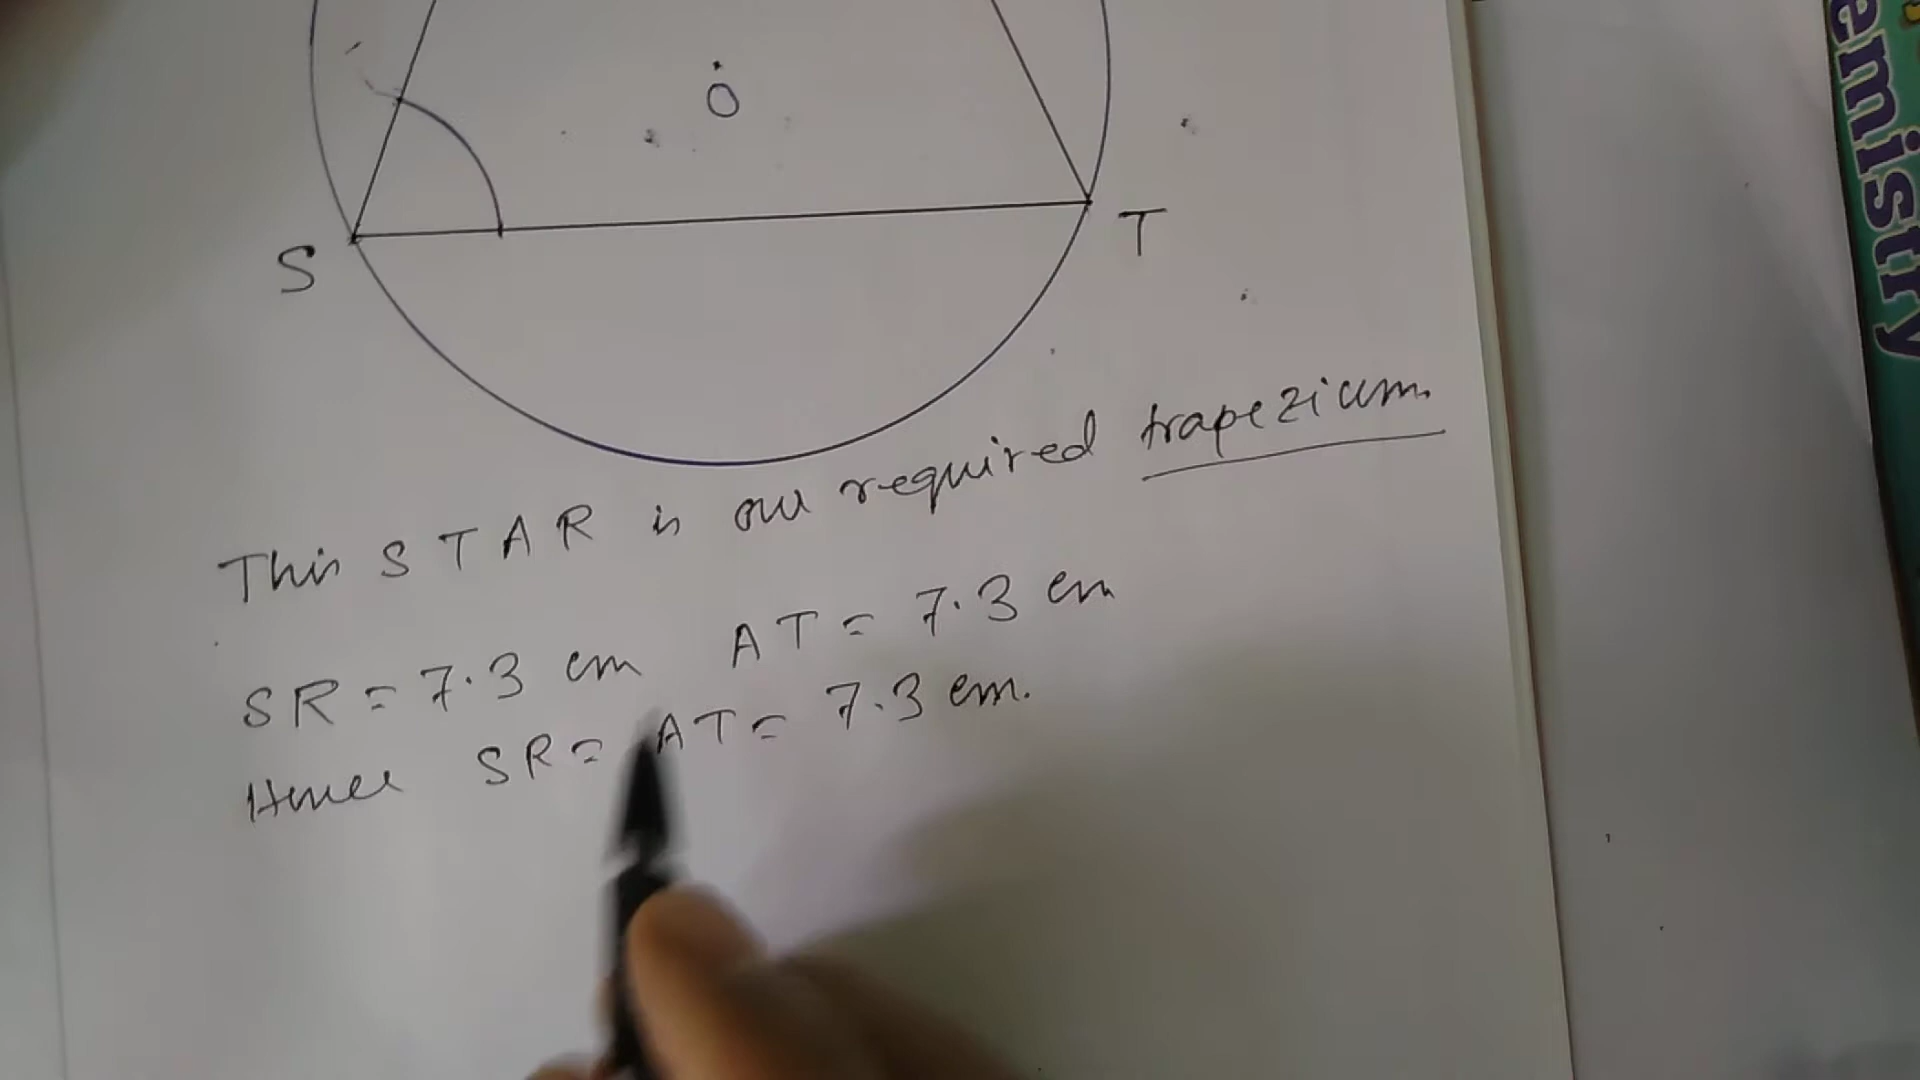 O
S
T
This STAR is our required trapezium.
SR = 7.3 cm AT = 7.3 cm
Hence SR = AT = 7.3 cm.
emistry